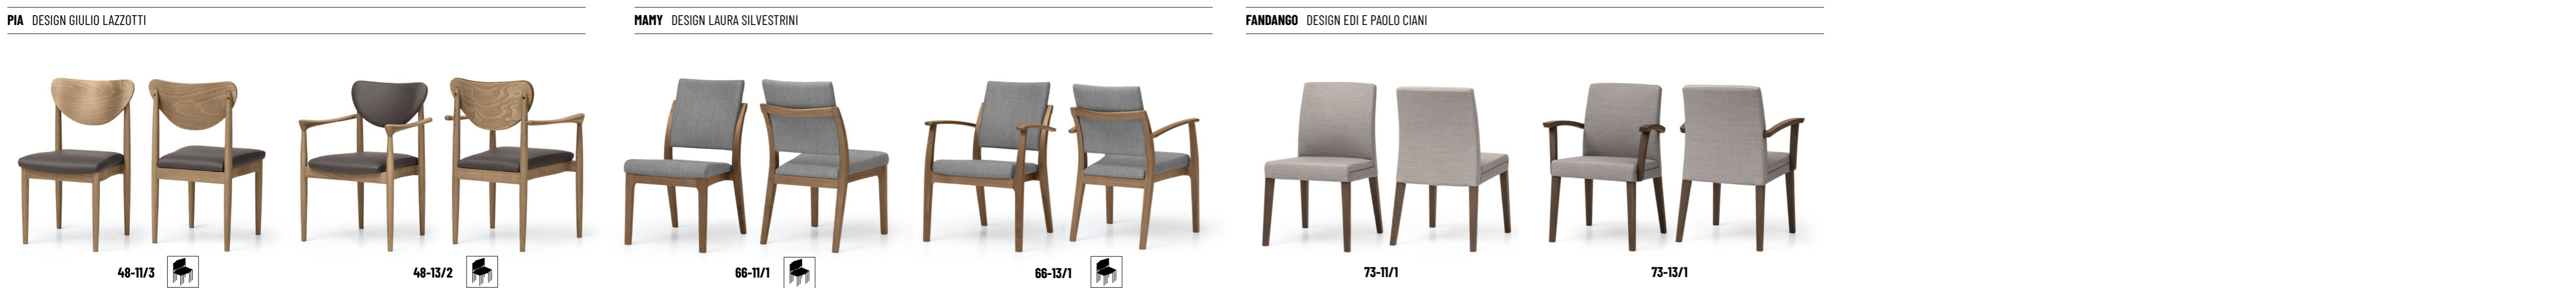 PIA DESIGN GIULIO LAZZOTTI
MAMY DESIGN LAURA SILVESTRINI
FANDANGO DESIGN EDI E PAOLO CIANI
48-11/3
48-13/2
66-11/1
66-13/1
73-11/1
73-13/1